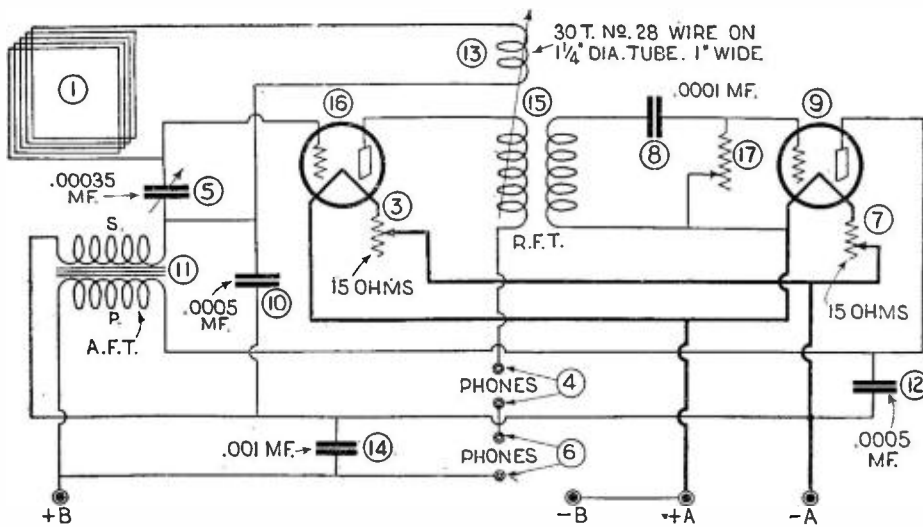 30 T. No. 28 WIRE ON
1 1/4" DIA. TUBE. 1" WIDE
13
1
16
15
.0001 MF.
9
8
17
.00035
MF.
5
3
7
S.
11
R.F.T.
15 OHMS
15 OHMS
.0005
MF.
10
P.
A.F.T.
PHONES
4
12
.001 MF.
14
PHONES
6
.0005
MF.
+B
-B
+A
-A